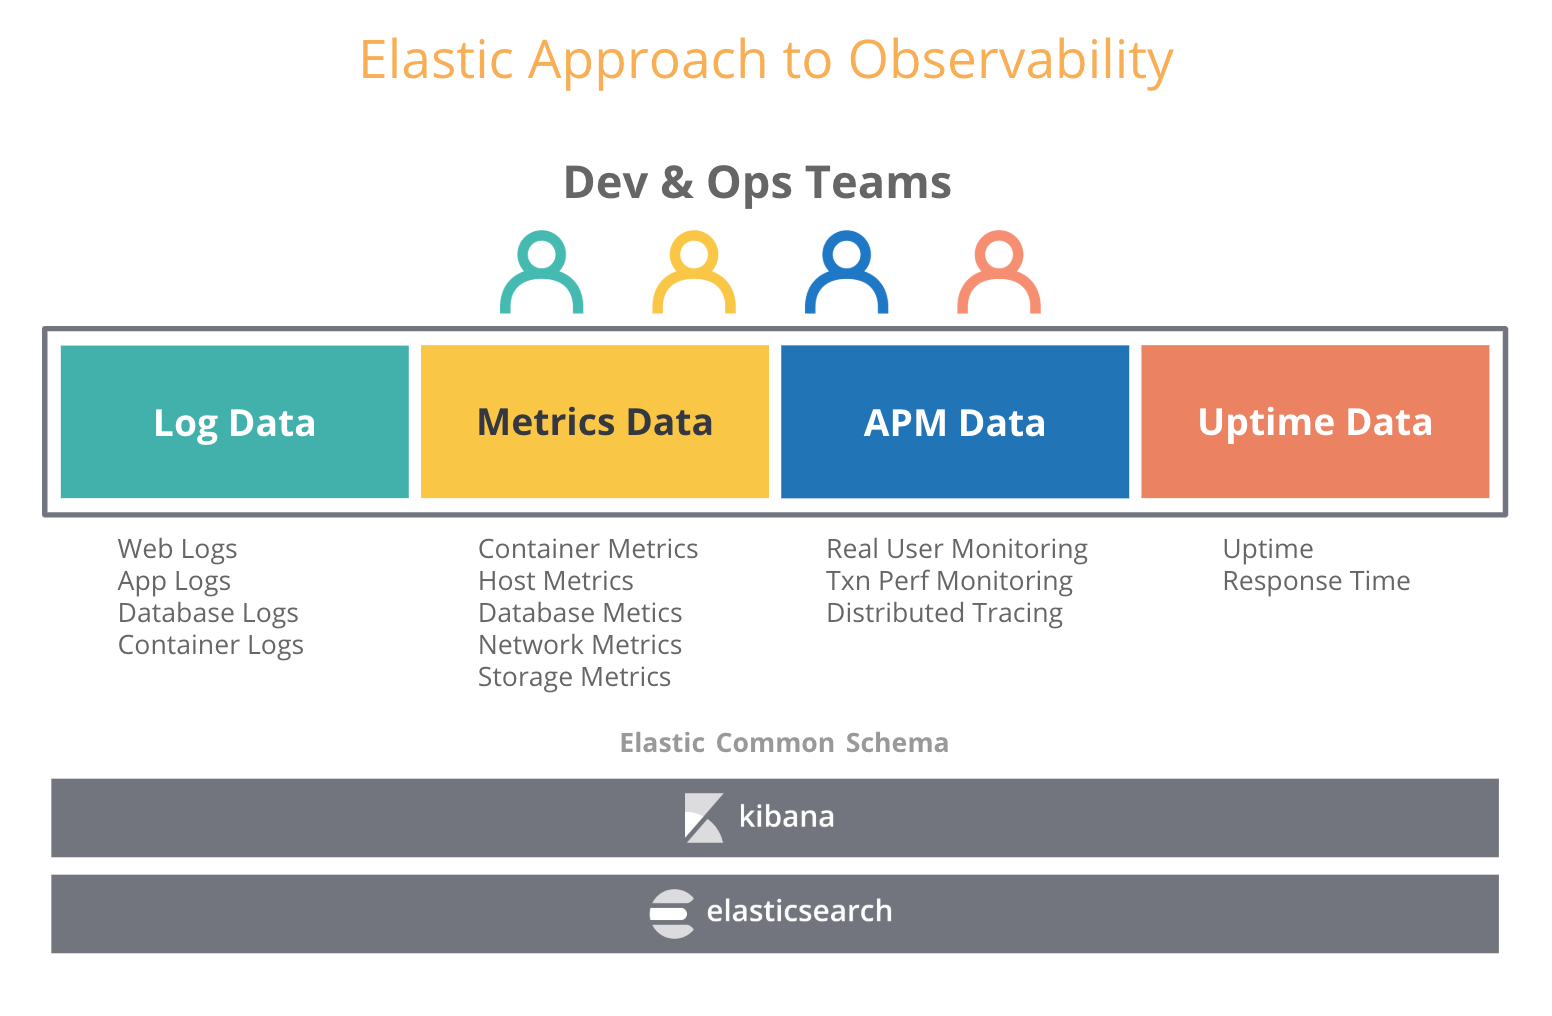 Elastic Approach to Observability
Dev & Ops Teams
Log Data
Metrics Data
APM Data
Uptime Data
Web Logs
App Logs
Database Logs
Container Logs
Container Metrics
Host Metrics
Database Metics
Network Metrics
Storage Metrics
Real User Monitoring
Txn Perf Monitoring
Distributed Tracing
Uptime
Response Time
Elastic Common Schema
kibana
elasticsearch